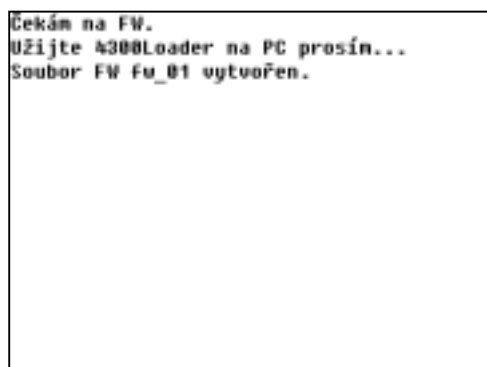 Čekám na FW.
Užijte 4300Loader na PC prosím...
Soubor FW fw_01 vytvořen.